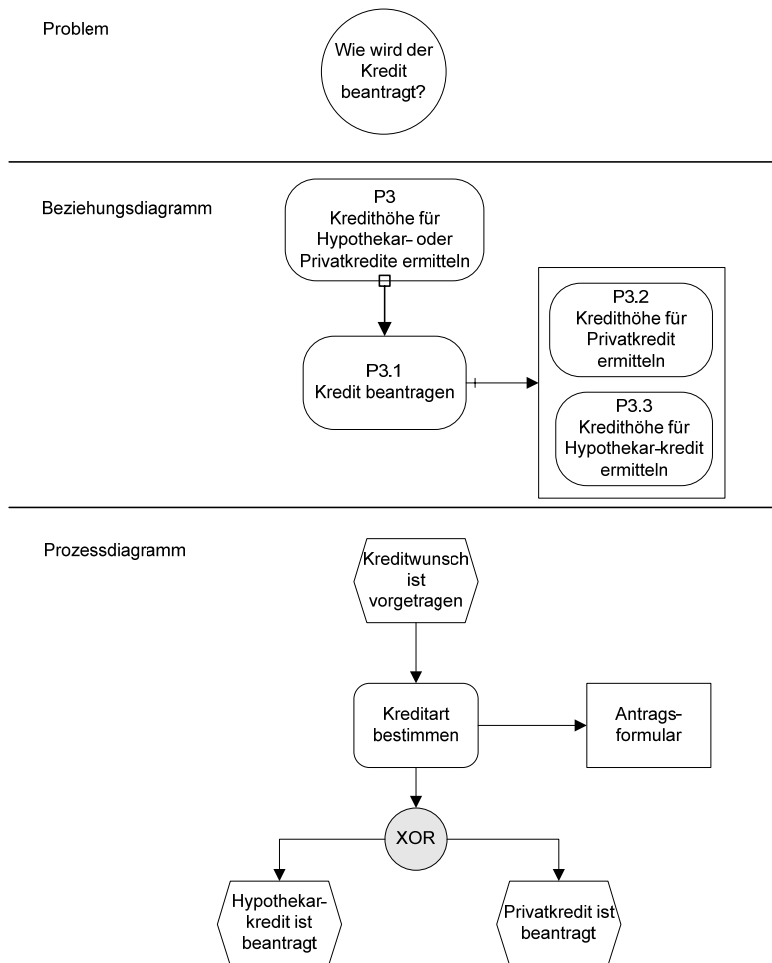 Problem
Wie wird der
Kredit
beantragt?
Beziehungsdiagramm
P3
Kredithöhe für
Hypothekar- oder
Privatkredite ermitteln
P3.1
Kredit beantragen
P3.2
Kredithöhe für
Privatkredit
ermitteln
P3.3
Kredithöhe für
Hypothekar-kredit
ermitteln
Prozessdiagramm
Kreditwunsch
ist
vorgetragen
Kreditart
bestimmen
Antrags-
formular
XOR
Hypothekar-
kredit ist
beantragt
Privatkredit ist
beantragt